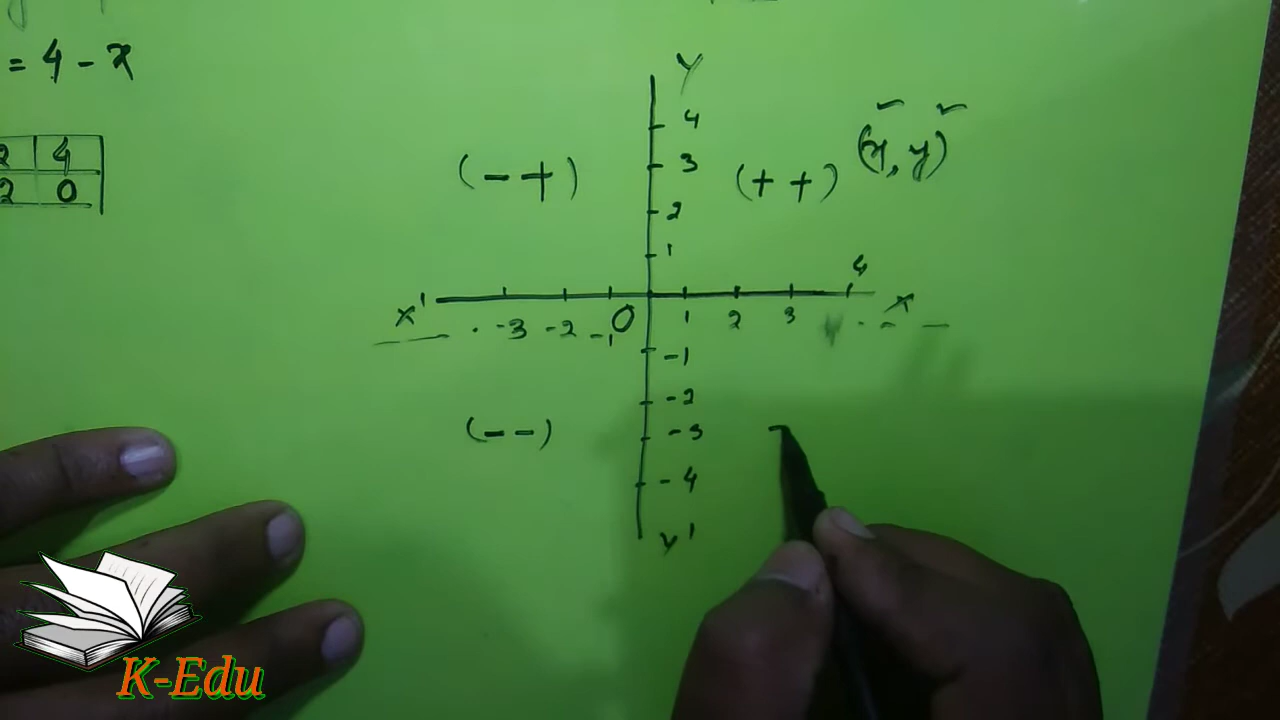 = 4 - x
2 4
2 0
Y
4
3
2
1
(- +)
(+ +) (x, y)
4
X' -3 -2 -1 0 1 2 3 X
-1
-2
-3
-4
Y'
(- -)
K-Edu